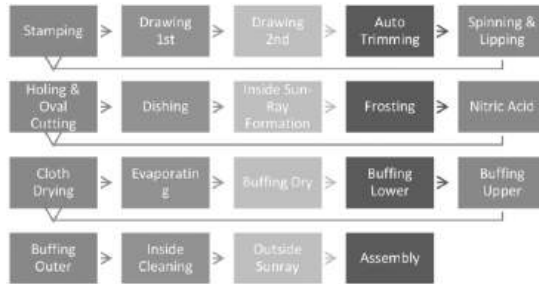 Stamping
Drawing
1st
Drawing
2nd
Auto
Trimming
Spinning &
Lipping
Holing &
Oval
Cutting
Dishing
Inside Sun-
Ray
Formation
Frosting
Nitric Acid
Cloth
Drying
Evaporatin
g
Buffing Dry
Buffing
Lower
Buffing
Upper
Buffing
Outer
Inside
Cleaning
Outside
Sunray
Assembly